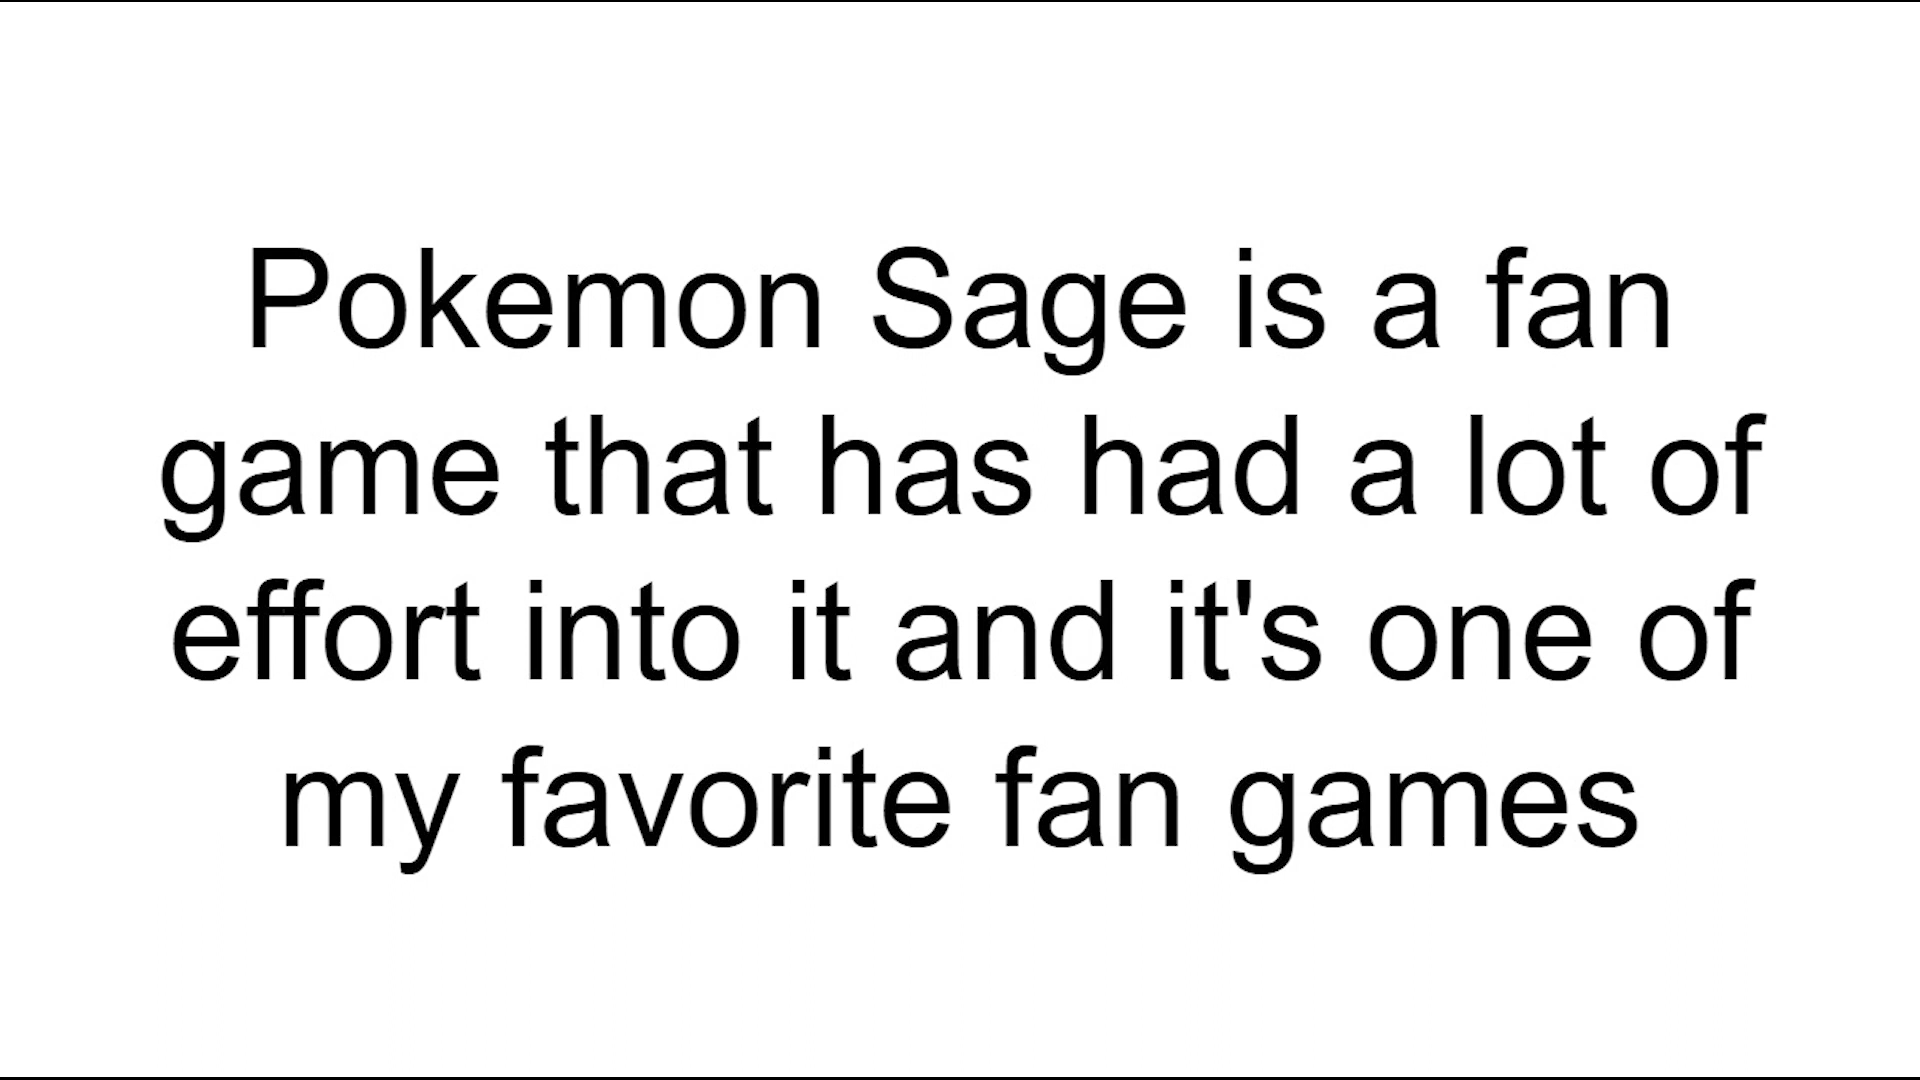 Pokemon Sage is a fan
game that has had a lot of
effort into it and it's one of
my favorite fan games